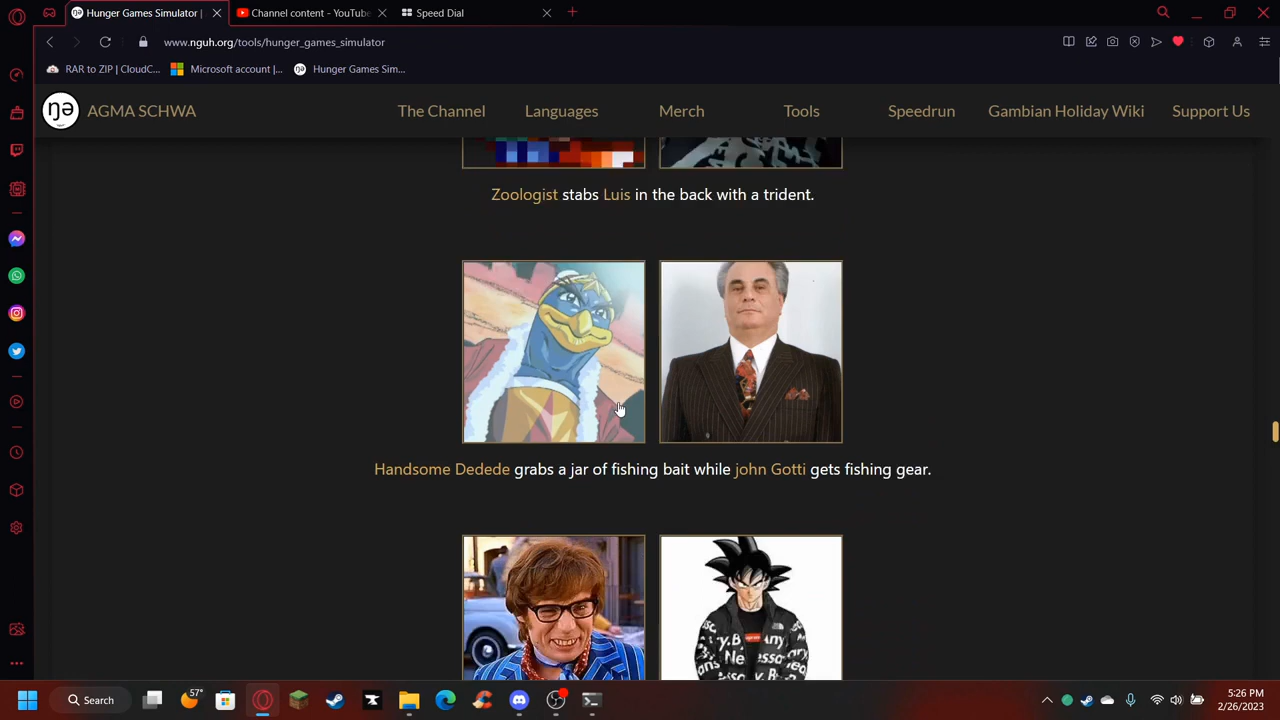 Hunger Games Simulator |
Channel content - YouTube
Speed Dial
www.nguh.org/tools/hunger_games_simulator
RAR to ZIP | CloudC...
Microsoft account |...
Hunger Games Sim...
ŋə
AGMA SCHWA
The Channel
Languages
Merch
Tools
Speedrun
Gambian Holiday Wiki
Support Us
Zoologist stabs Luis in the back with a trident.
Handsome Dedede grabs a jar of fishing bait while john Gotti gets fishing gear.
57°
Search
5:26 PM
2/26/2023